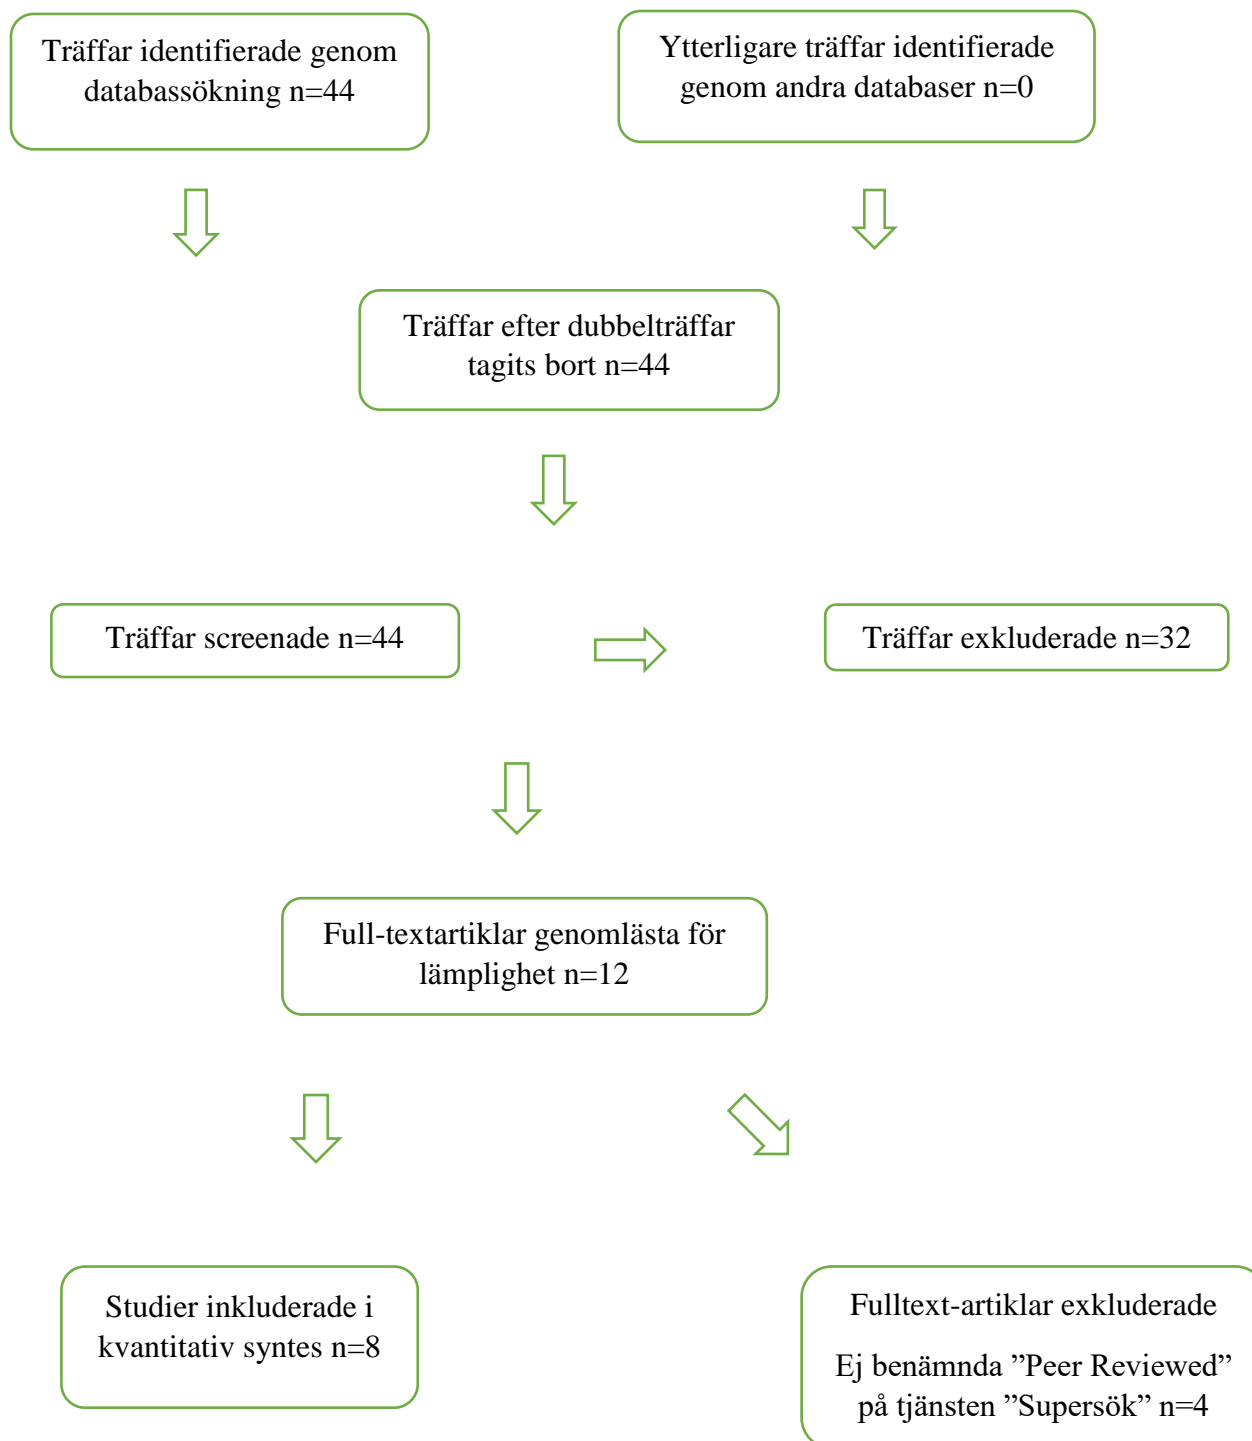 Träffar identifierade genom
databassökning n=44
Ytterligare träffar identifierade
genom andra databaser n=0
Träffar efter dubbelträffar
tagits bort n=44
Träffar screenade n=44
Träffar exkluderade n=32
Full-textartiklar genomlästa för
lämplighet n=12
Studier inkluderade i
kvantitativ syntes n=8
Fulltext-artiklar exkluderade
Ej benämnda ”Peer Reviewed”
på tjänsten ”Supersök” n=4